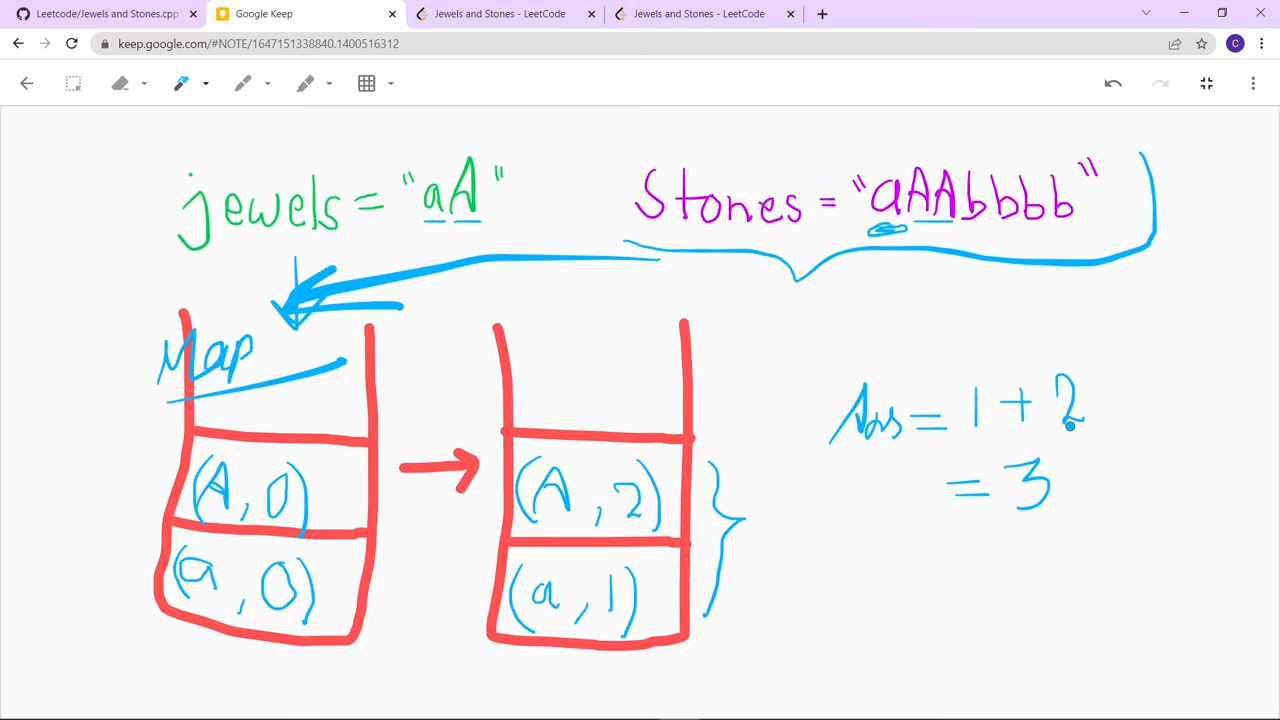 Leetcode/Jewels and Stones.cpp
Google Keep
Jewels and Stones - LeetCode
Jewels and Stones - LeetCode
keep.google.com/#NOTE/1647151338840.1400516312
C
jewels = "aA"
Stones = "aAAbbbb"
Map
(A, 0)
(a, 0)
(A, 2)
(a, 1)
Ans = 1 + 2
= 3